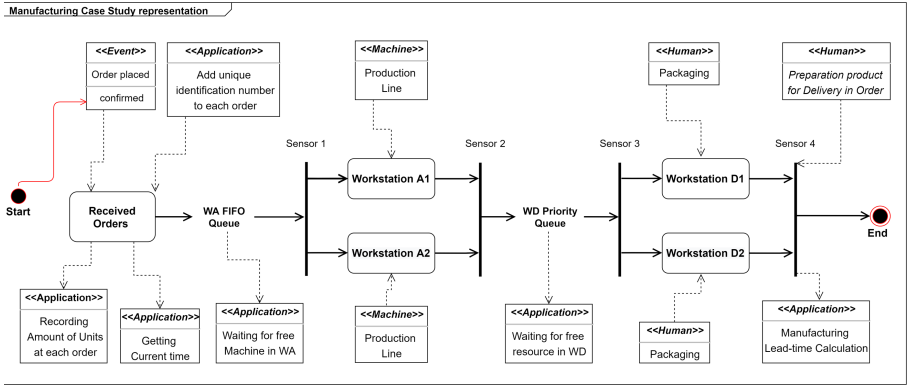 Manufacturing Case Study representation
<<Event>>
Order placed
confirmed
<<Application>>
Add unique
identification number
to each order
<<Machine>>
Production
Line
<<Human>>
Packaging
<<Human>>
Preparation product
for Delivery in Order
Sensor 1
Sensor 2
Sensor 3
Sensor 4
Start
Received
Orders
WA FIFO
Queue
Workstation A1
Workstation A2
WD Priority
Queue
Workstation D1
Workstation D2
End
<<Application>>
Recording
Amount of Units
at each order
<<Application>>
Getting
Current time
<<Application>>
Waiting for free
Machine in WA
<<Machine>>
Production
Line
<<Application>>
Waiting for free
resource in WD
<<Human>>
Packaging
<<Application>>
Manufacturing
Lead-time Calculation